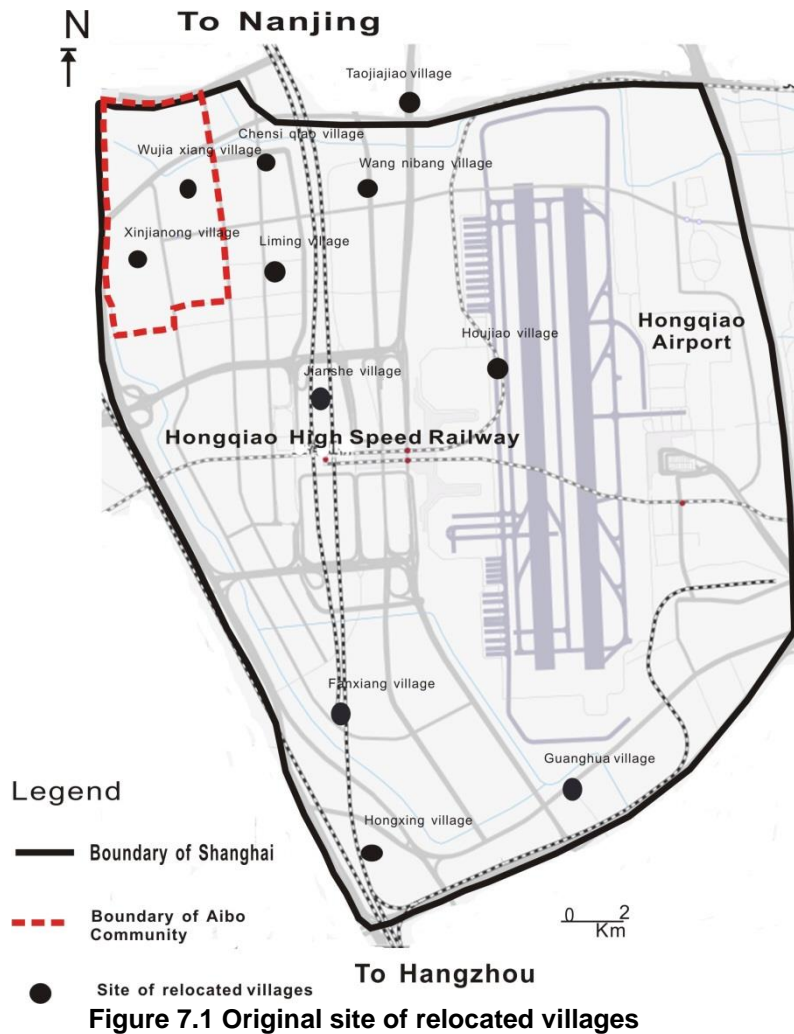 N
To Nanjing
Taojiajiao village
Chensi qiao village
Wujia xiang village
Wang nibang village
Xinjianong village
Liming village
Houjiao village
Hongqiao
Airport
Jianshe village
Hongqiao High Speed Railway
Fanxiang village
Guanghua village
Hongxing village
Legend
Boundary of Shanghai
Boundary of Aibo
Community
Site of relocated villages
0 2
Km
To Hangzhou
Figure 7.1 Original site of relocated villages